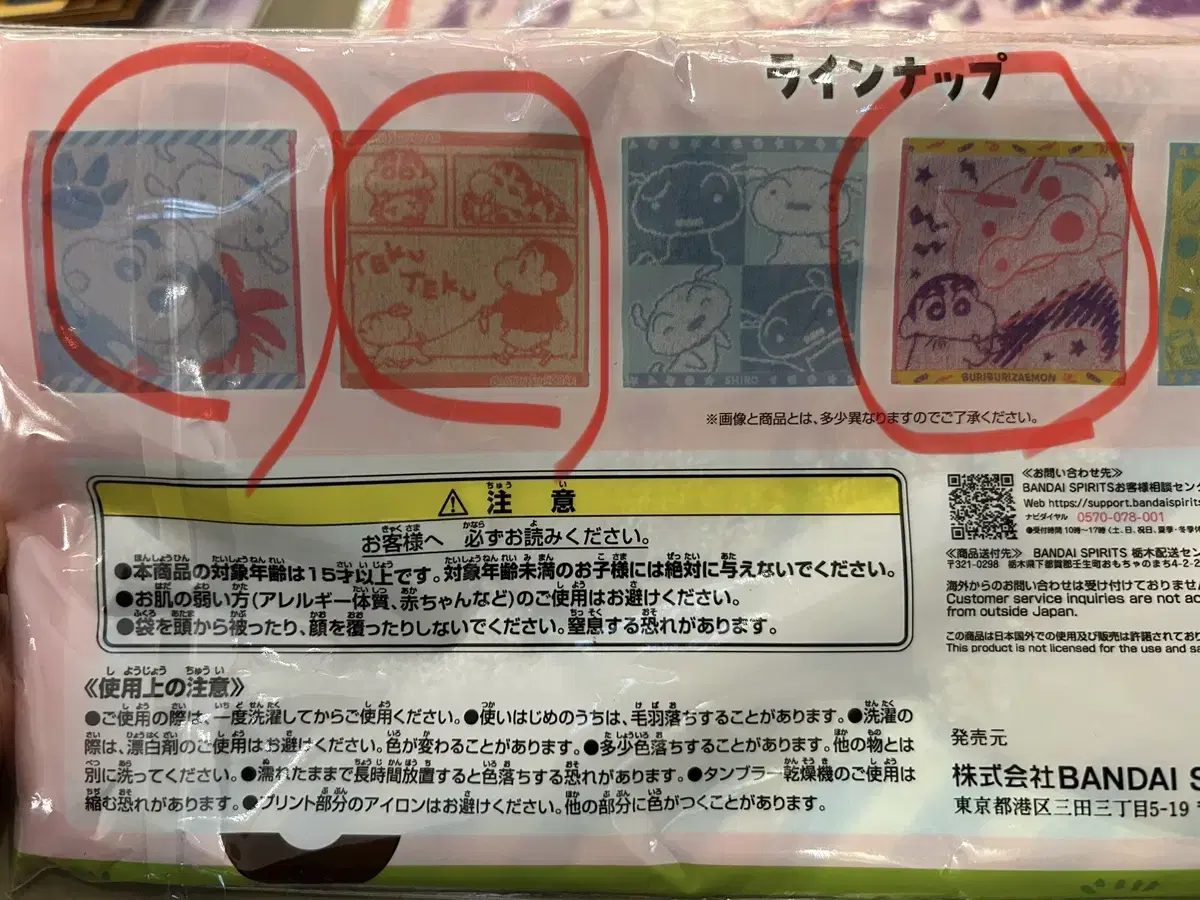 ラインナップ
TEKU
TEKU
SHIRO
BURIBURIZAEMON
※画像と商品とは、多少異なりますのでご了承ください。
⚠注意
お客様へ 必ずお読みください。
●本商品の対象年齢は15才以上です。対象年齢未満のお子様には絶対に与えないでください。
●お肌の弱い方(アレルギー体質、赤ちゃんなど)のご使用はお避けください。
●袋を頭から被ったり、顔を覆ったりしないでください。窒息する恐れがあります。
≪使用上の注意≫
●ご使用の際は、一度洗濯してからご使用ください。●使いはじめのうちは、毛羽落ちすることがあります。●洗濯の
際は、漂白剤のご使用はお避けください。色が変わることがあります。●多少色落ちすることがあります。他の物とは
別に洗ってください。●濡れたままで長時間放置すると色落ちする恐れがあります。●タンブラー乾燥機のご使用は
縮む恐れがあります。●プリント部分のアイロンはお避けください。他の部分に色がつくことがあります。
≪お問い合わせ先≫
BANDAI SPIRITSお客様相談セン
Web https://support.bandaispirits
ナビダイヤル 0570-078-001
●受付時間 10時〜17時(土、日、祝日、夏季・冬季休
≪商品送付先≫ BANDAI SPIRITS 栃木配送セン
〒321-0298 栃木県下都賀郡壬生町おもちゃのまち4-2-2
海外からのお問い合わせは受け付けておりません
Customer service inquiries are not ac
from outside Japan.
この商品は日本国外での使用及び販売は許諾されてお
This product is not licensed for the use and sa
発売元
株式会社BANDAI S
東京都港区三田三丁目5-19 〒